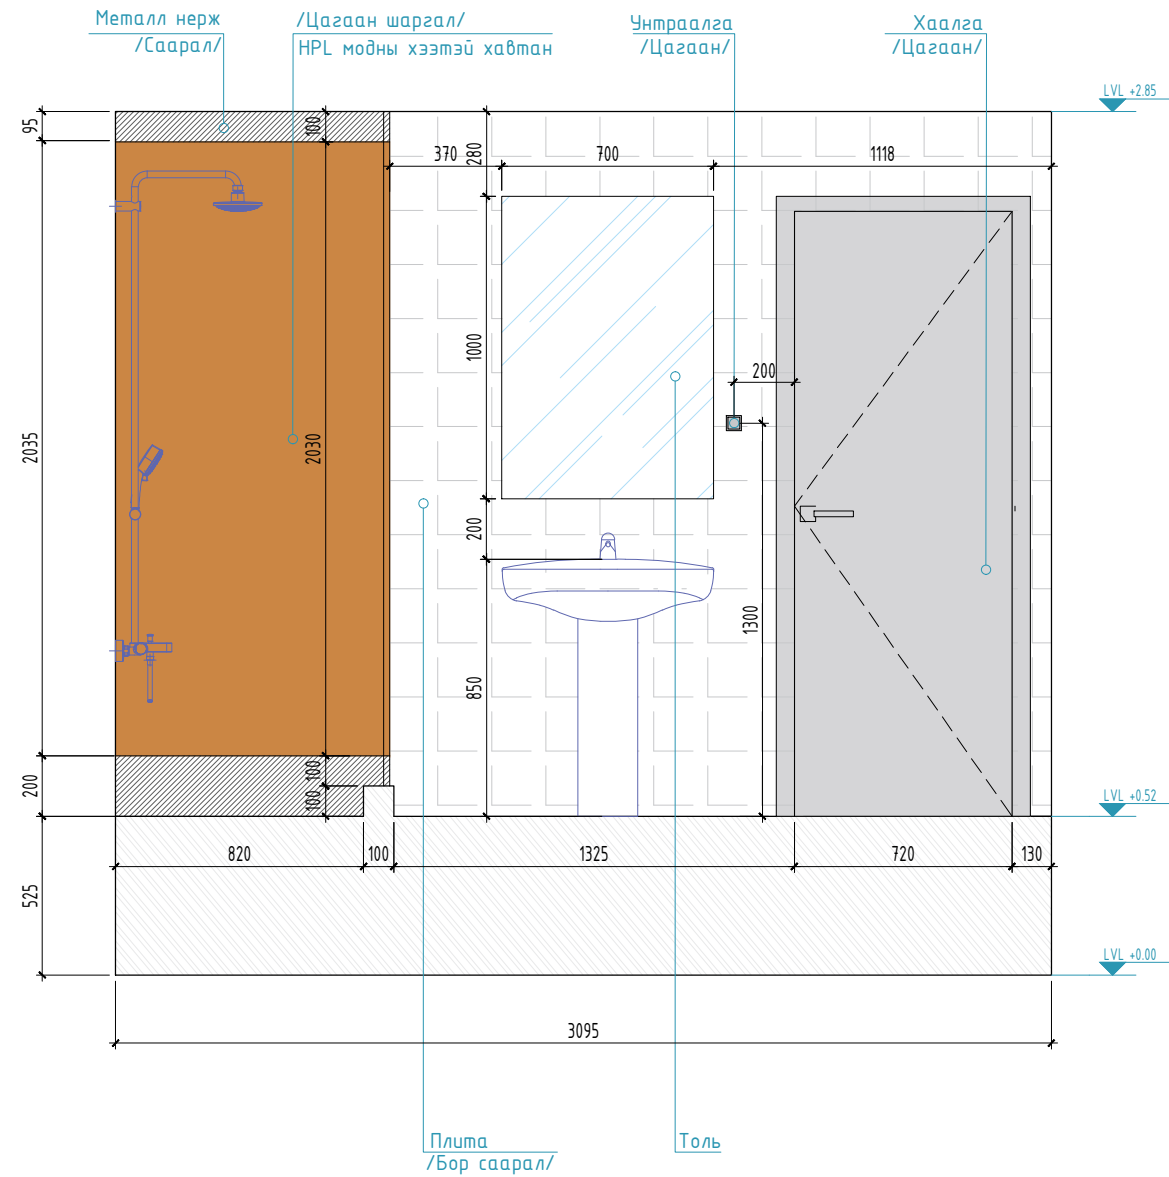 Металл нерж
/Саарал/
/Цагаан шаргал/
HPL модны хээтэй хавтан
Унтраалга
/Цагаан/
Хаалга
/Цагаан/
LVL +2.85
95
100
370
280
700
1118
2035
2030
1000
200
200
1300
850
200
100
100
LVL +0.52
820
100
1325
720
130
525
LVL +0.00
3095
Плита
/Бор саарал/
Толь